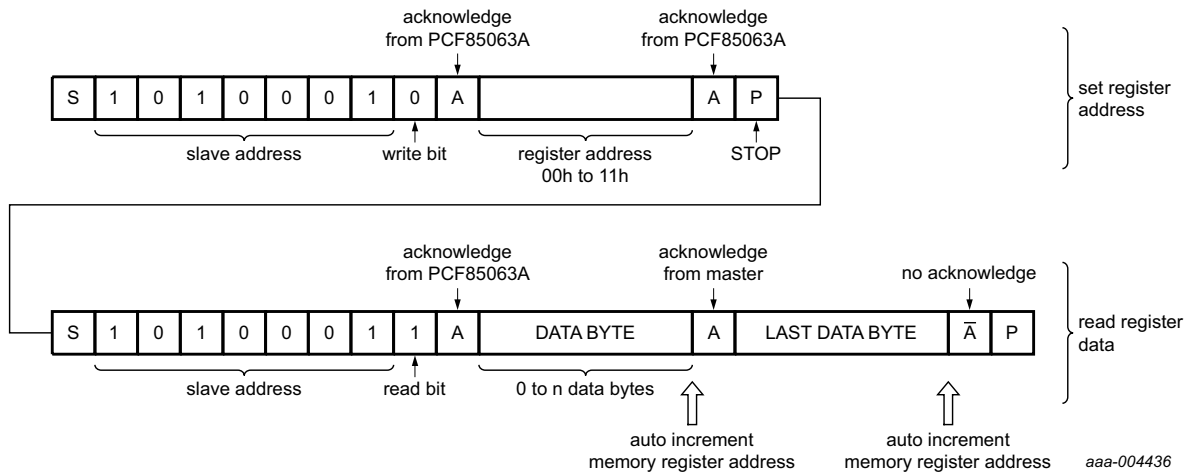 acknowledge
from PCF85063A
acknowledge
from PCF85063A
S 1 0 1 0 0 0 1 0 A A P
set register
address
slave address
write bit
register address
00h to 11h
STOP
acknowledge
from PCF85063A
acknowledge
from master
no acknowledge
S 1 0 1 0 0 0 1 1 A DATA BYTE A LAST DATA BYTE A̅ P
read register
data
slave address
read bit
0 to n data bytes
auto increment
memory register address
auto increment
memory register address
aaa-004436